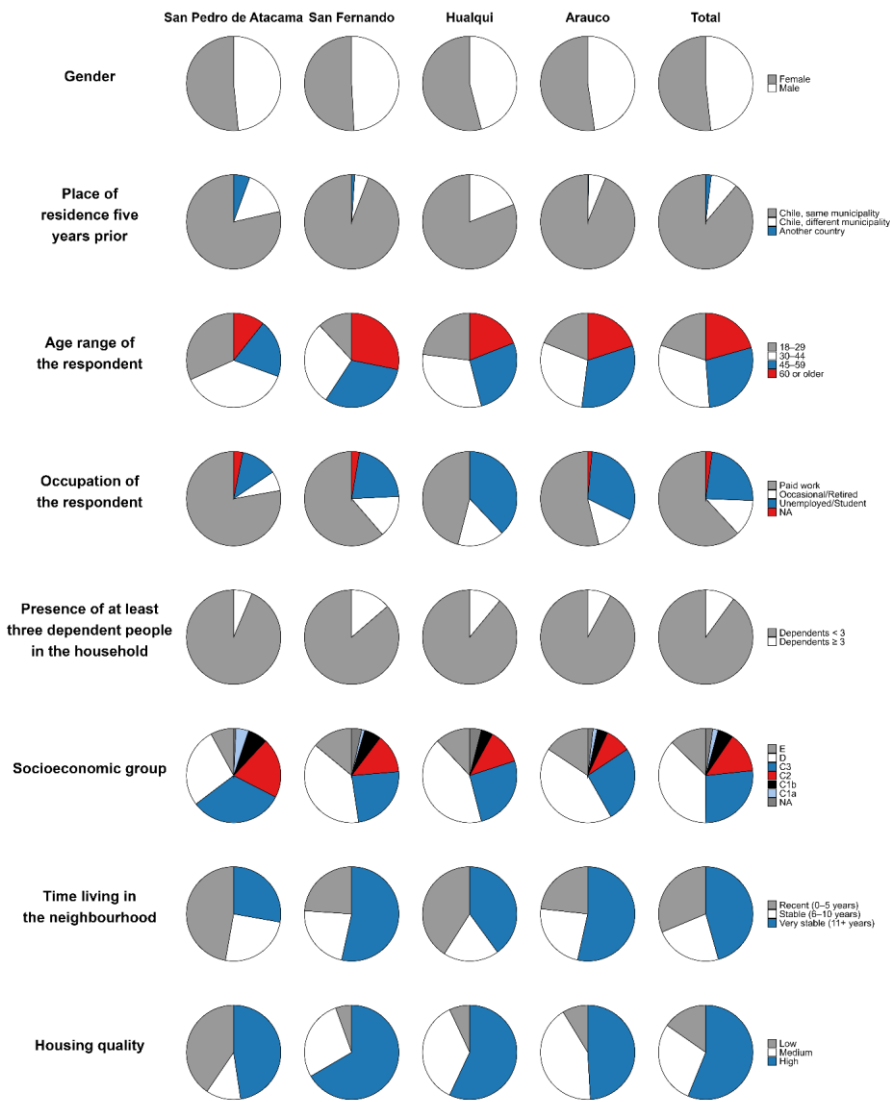 San Pedro de Atacama San Fernando Hualqui Arauco Total
Gender
Female
Male
Place of
residence five
years prior
Chile, same municipality
Chile, different municipality
Another country
Age range of
the respondent
18–29
30–44
45–59
60 or older
Occupation of
the respondent
Paid work
Occasional/Retired
Unemployed/Student
NA
Presence of at least
three dependent people
in the household
Dependents < 3
Dependents ≥ 3
Socioeconomic group
E
D
C3
C2
C1b
C1a
NA
Time living in
the neighbourhood
Recent (0–5 years)
Stable (6–10 years)
Very stable (11+ years)
Housing quality
Low
Medium
High